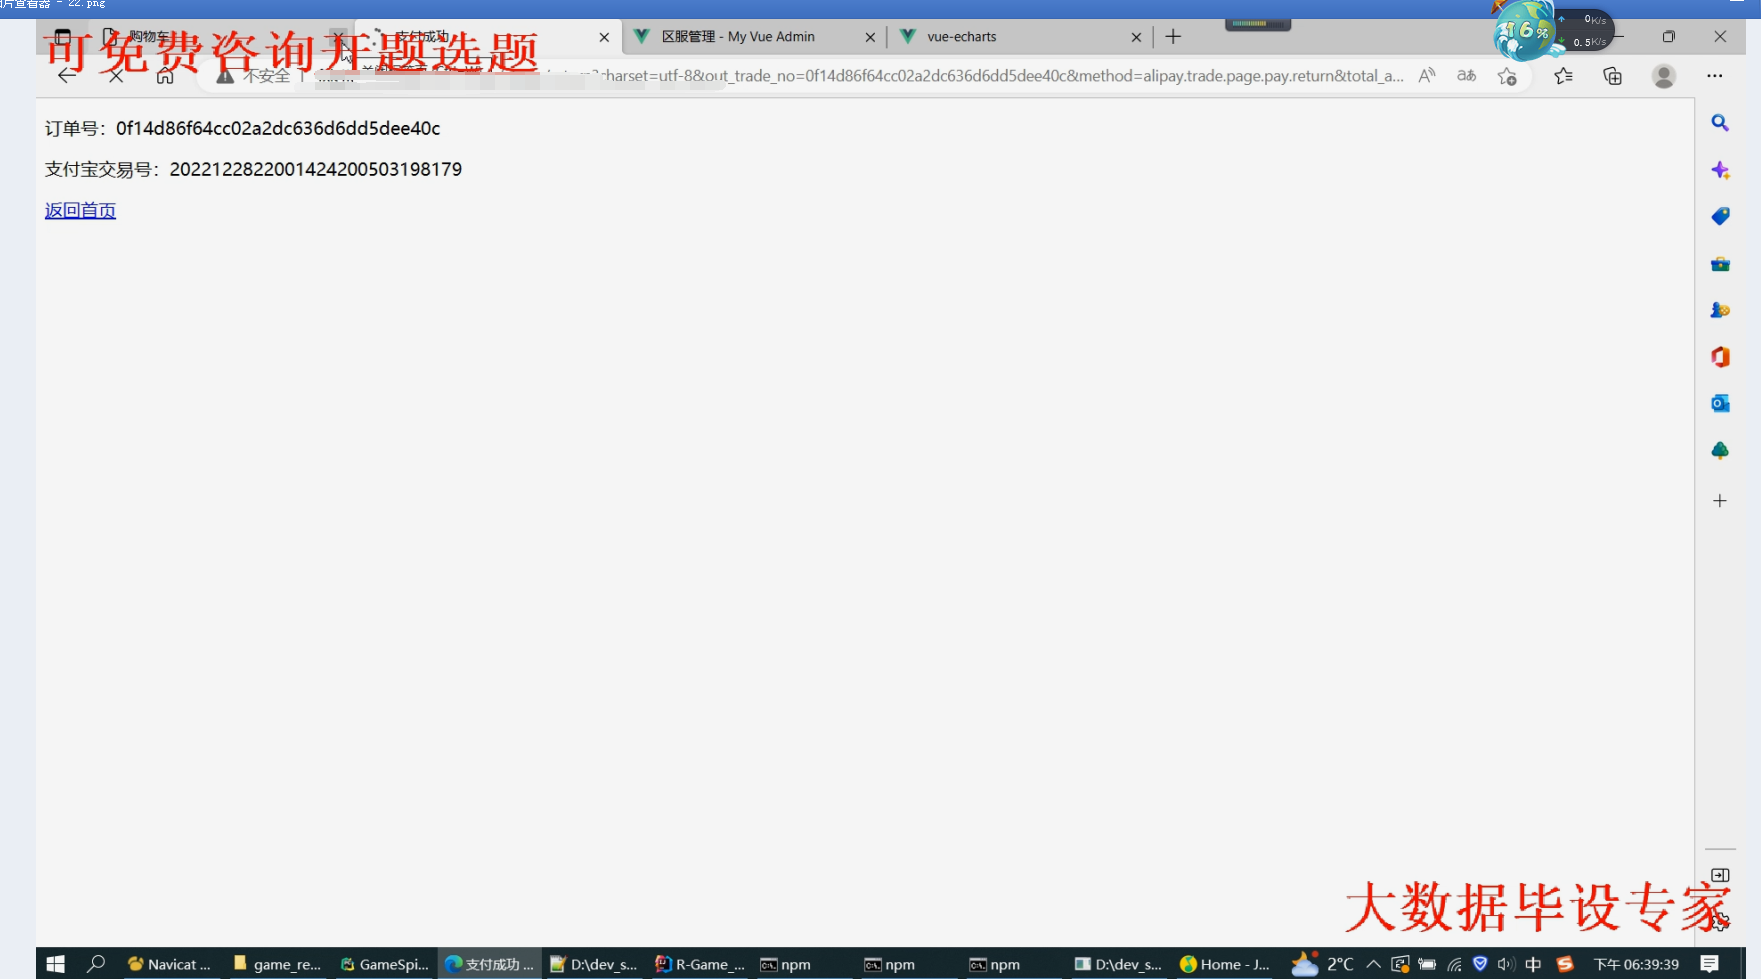 片查看器 - 22.png
购物车
支付成功
区服管理 - My Vue Admin
vue-echarts
16%
0K/s
0.5K/s
可免费咨询开题选题
不安全
charset=utf-8&out_trade_no=0f14d86f64cc02a2dc636d6dd5dee40c&method=alipay.trade.page.pay.return&total_a...
订单号：0f14d86f64cc02a2dc636d6dd5dee40c
支付宝交易号：2022122822001424200503198179
返回首页
大数据毕设专家
Navicat ...
game_re...
GameSpi...
支付成功 ...
D:\dev_s...
R-Game_...
npm
npm
npm
D:\dev_s...
Home - J...
2°C
中
下午 06:39:39